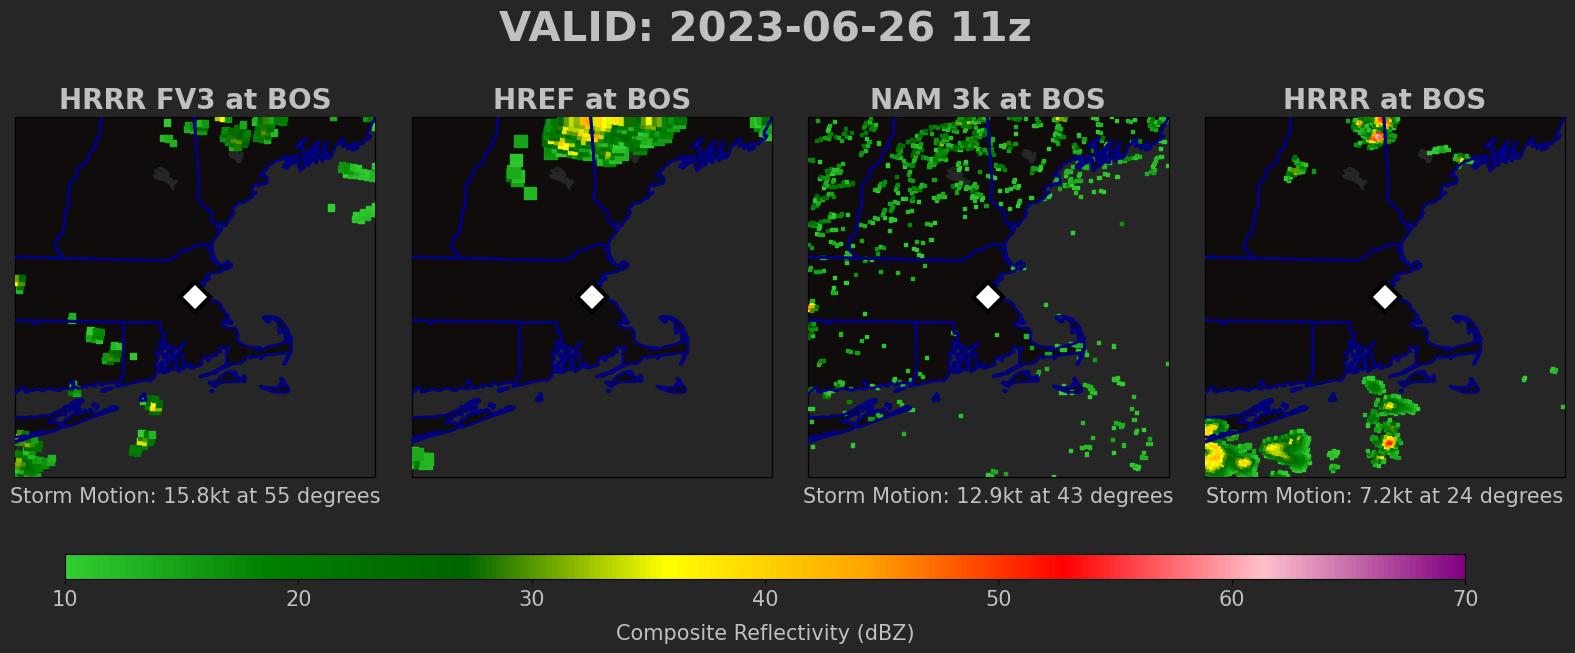 VALID: 2023-06-26 11z
HRRR FV3 at BOS
HREF at BOS
NAM 3k at BOS
HRRR at BOS
Storm Motion: 15.8kt at 55 degrees
Storm Motion: 12.9kt at 43 degrees
Storm Motion: 7.2kt at 24 degrees
10 20 30 40 50 60 70
Composite Reflectivity (dBZ)